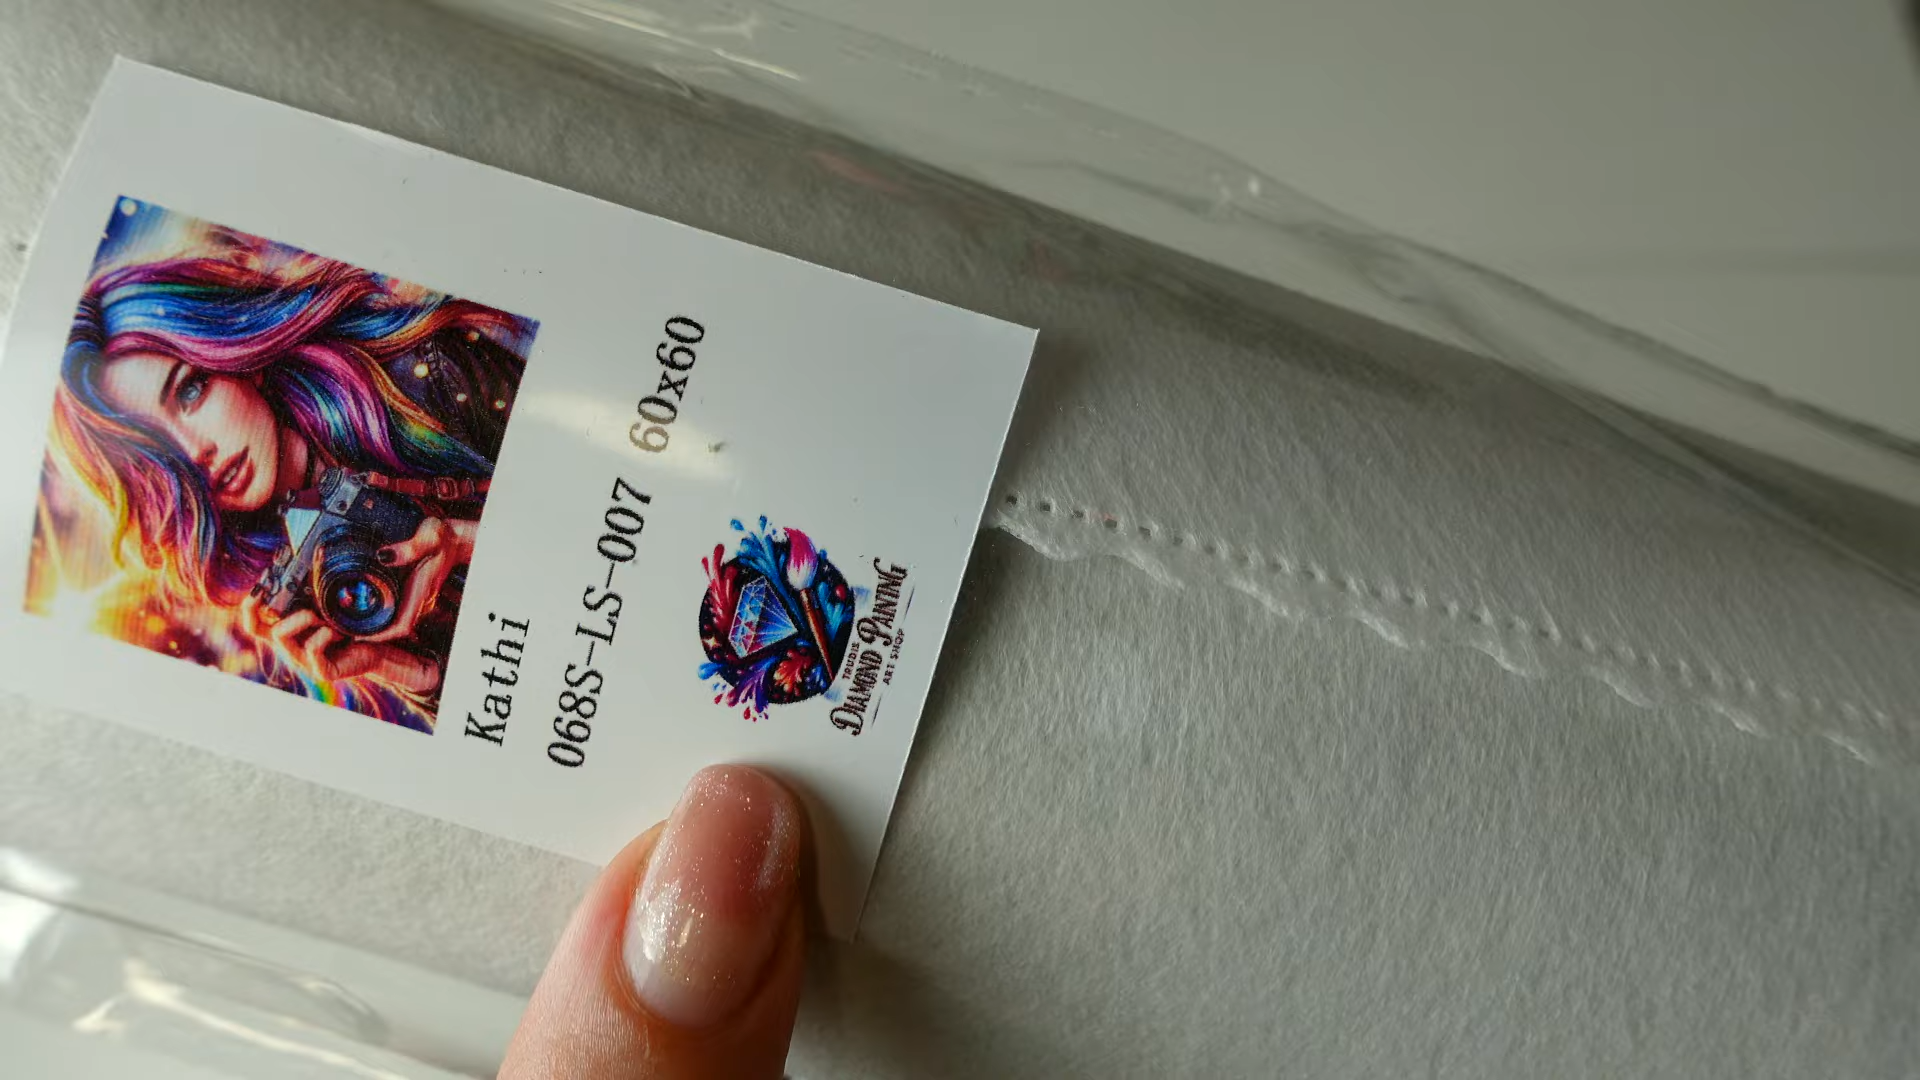 Kathi
068S-LS-007 60x60
TRUDIS
DIAMOND PAINTING
ART SHOP